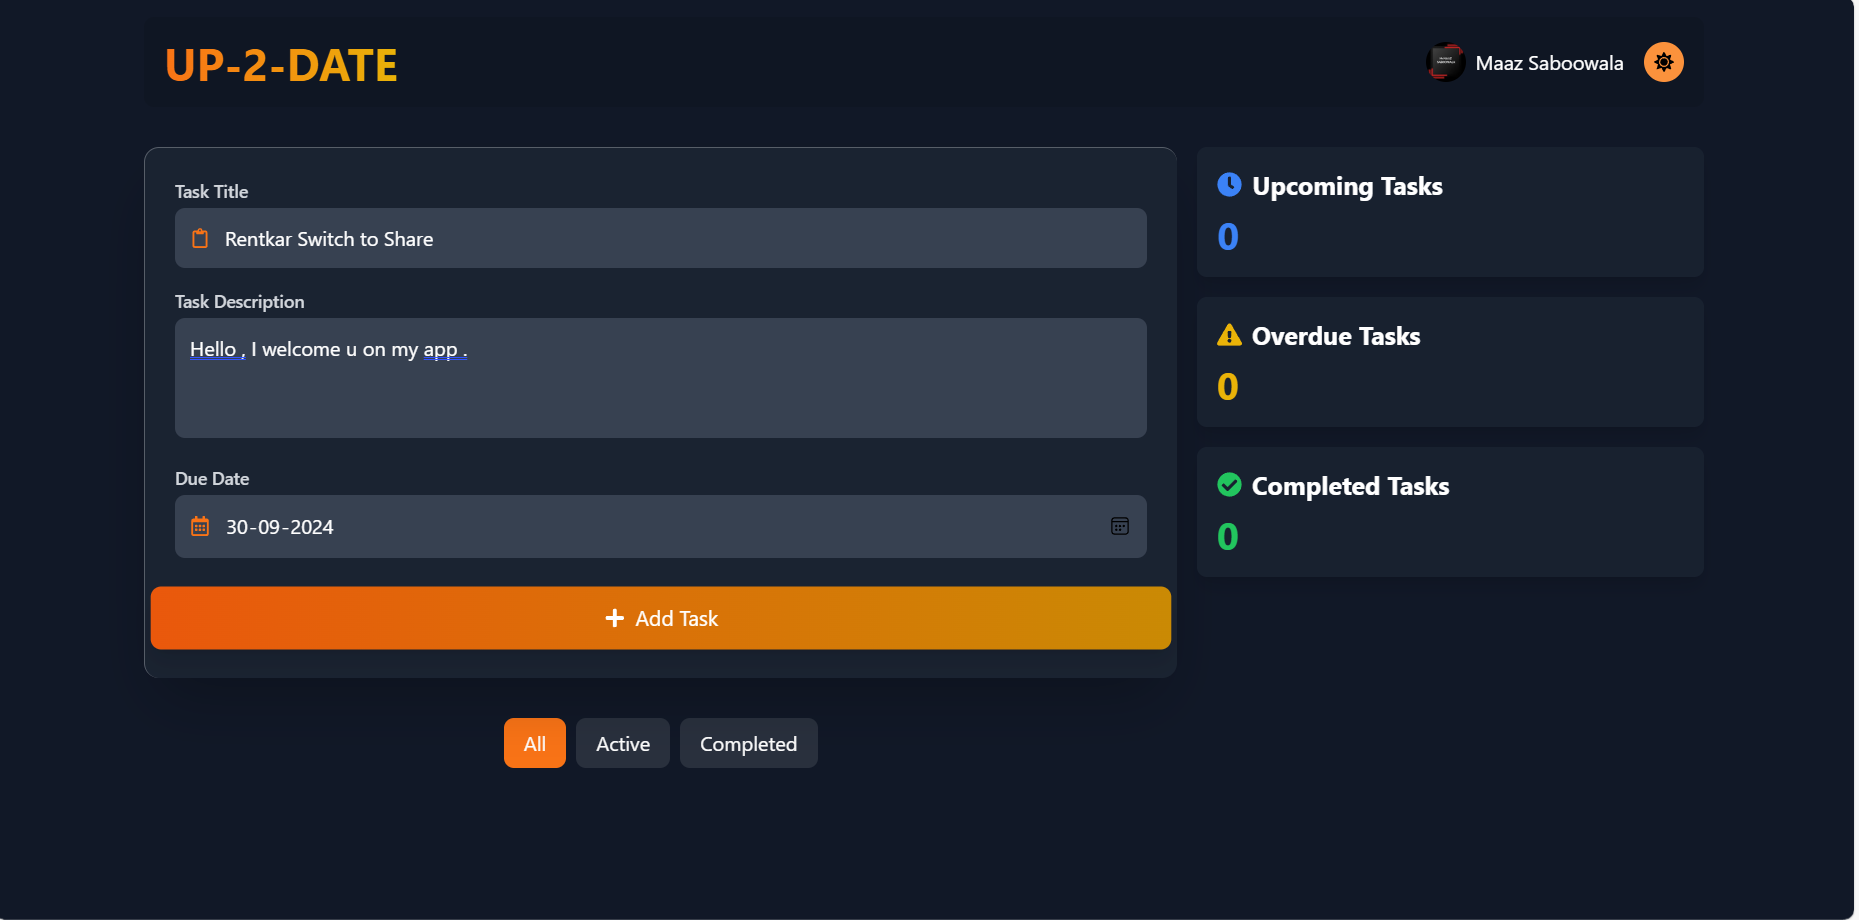 UP-2-DATE
Maaz Saboowala
Task Title
Rentkar Switch to Share
Task Description
Hello , I welcome u on my app .
Due Date
30-09-2024
+ Add Task
All
Active
Completed
Upcoming Tasks
0
Overdue Tasks
0
Completed Tasks
0